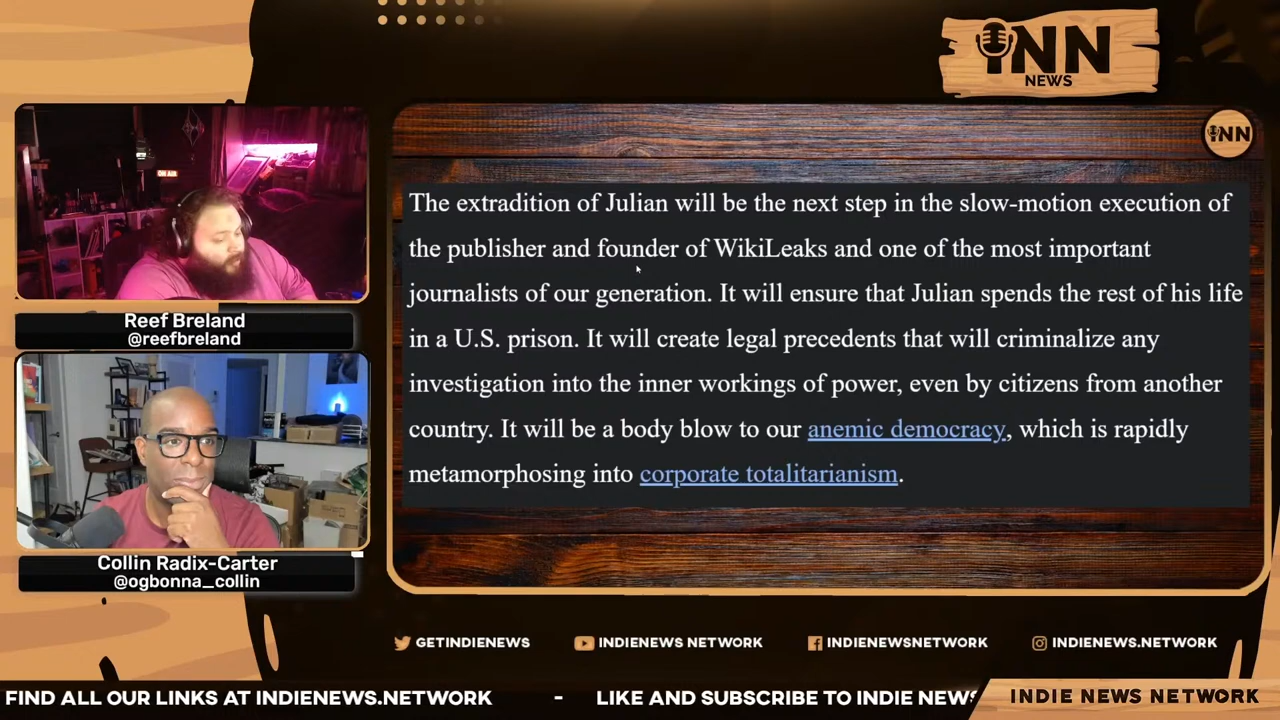 iNN
NEWS
iNN
ON AIR
The extradition of Julian will be the next step in the slow-motion execution of
the publisher and founder of WikiLeaks and one of the most important
journalists of our generation. It will ensure that Julian spends the rest of his life
in a U.S. prison. It will create legal precedents that will criminalize any
investigation into the inner workings of power, even by citizens from another
country. It will be a body blow to our anemic democracy, which is rapidly
metamorphosing into corporate totalitarianism.
Reef Breland
@reefbreland
Collin Radix-Carter
@ogbonna_collin
GETINDIENEWS
INDIENEWS NETWORK
INDIENEWSNETWORK
INDIENEWS.NETWORK
FIND ALL OUR LINKS AT INDIENEWS.NETWORK - LIKE AND SUBSCRIBE TO INDIE NEWS
INDIE NEWS NETWORK